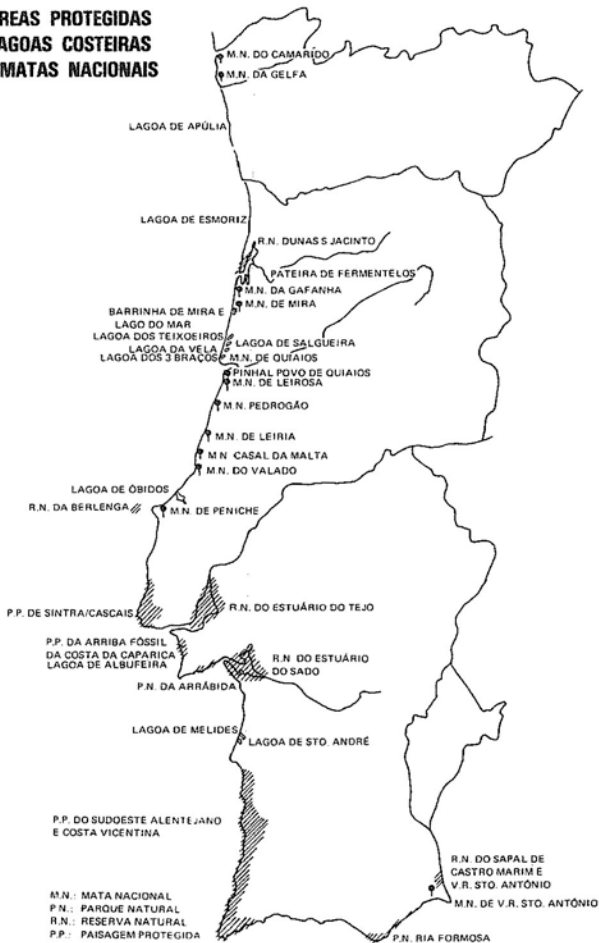 REAS PROTEGIDAS
AGOAS COSTEIRAS
MATAS NACIONAIS
M.N. DO CAMARIDO
M.N. DA GELFA
LAGOA DE APÚLIA
LAGOA DE ESMORIZ
R.N. DUNAS S JACINTO
PATEIRA DE FERMENTELOS
M.N. DA GAFANHA
M.N. DE MIRA
BARRINHA DE MIRA E
LAGO DO MAR
LAGOA DOS TEIXOEIROS
LAGOA DE SALGUEIRA
LAGOA DA VELA
LAGOA DOS 3 BRAÇOS
M.N. DE QUIAIOS
PINHAL POVO DE QUIAIOS
M.N. DE LEIROSA
M.N. PEDROGÃO
M.N. DE LEIRIA
M.N CASAL DA MALTA
M.N. DO VALADO
LAGOA DE ÓBIDOS
R.N. DA BERLENGA
M.N. DE PENICHE
P.P. DE SINTRA/CASCAIS
R.N. DO ESTUÁRIO DO TEJO
P.P. DA ARRIBA FÓSSIL
DA COSTA DA CAPARICA
LAGOA DE ALBUFEIRA
R.N. DO ESTUÁRIO
DO SADO
P.N. DA ARRÁBIDA
LAGOA DE MELIDES
LAGOA DE STO. ANDRÉ
P.P. DO SUDOESTE ALENTEJANO
E COSTA VICENTINA
R.N. DO SAPAL DE
CASTRO MARIM E
V.R. STO. ANTÓNIO
M.N. DE V.R. STO. ANTÓNIO
P.N. RIA FORMOSA
M.N.: MATA NACIONAL
P N.: PARQUE NATURAL
R.N.: RESERVA NATURAL
P.P.: PAISAGEM PROTEGIDA